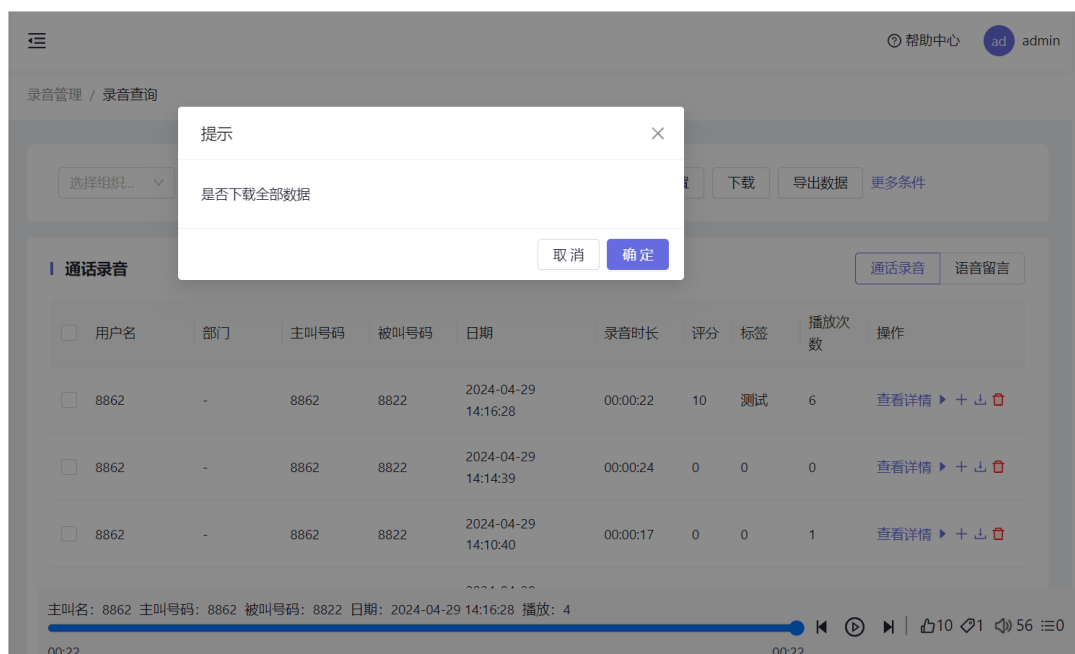 帮助中心 ad admin
录音管理 / 录音查询
提示
选择组织...
下载 导出数据 更多条件
是否下载全部数据
取消 确定
通话录音
通话录音 语音留言
用户名 部门 主叫号码 被叫号码 日期 录音时长 评分 标签 播放次数 操作
8862 - 8862 8822 2024-04-29 14:16:28 00:00:22 10 测试 6 查看详情
8862 - 8862 8822 2024-04-29 14:14:39 00:00:24 0 0 0 查看详情
8862 - 8862 8822 2024-04-29 14:10:40 00:00:17 0 0 1 查看详情
主叫名：8862 主叫号码：8862 被叫号码：8822 日期：2024-04-29 14:16:28 播放：4
10 1 56 0
00:22 00:22